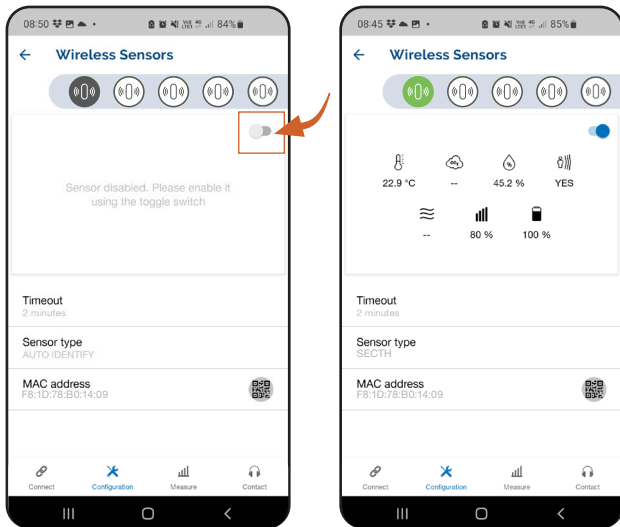 08:50
84%
Wireless Sensors
Sensor disabled. Please enable it
using the toggle switch
Timeout
2 minutes
Sensor type
AUTO IDENTIFY
MAC address
F8:1D:78:B0:14:09
Connect
Configuration
Measure
Contact
08:45
85%
Wireless Sensors
22.9 °C
--
45.2 %
YES
--
80 %
100 %
Timeout
2 minutes
Sensor type
SECTH
MAC address
F8:1D:78:B0:14:09
Connect
Configuration
Measure
Contact